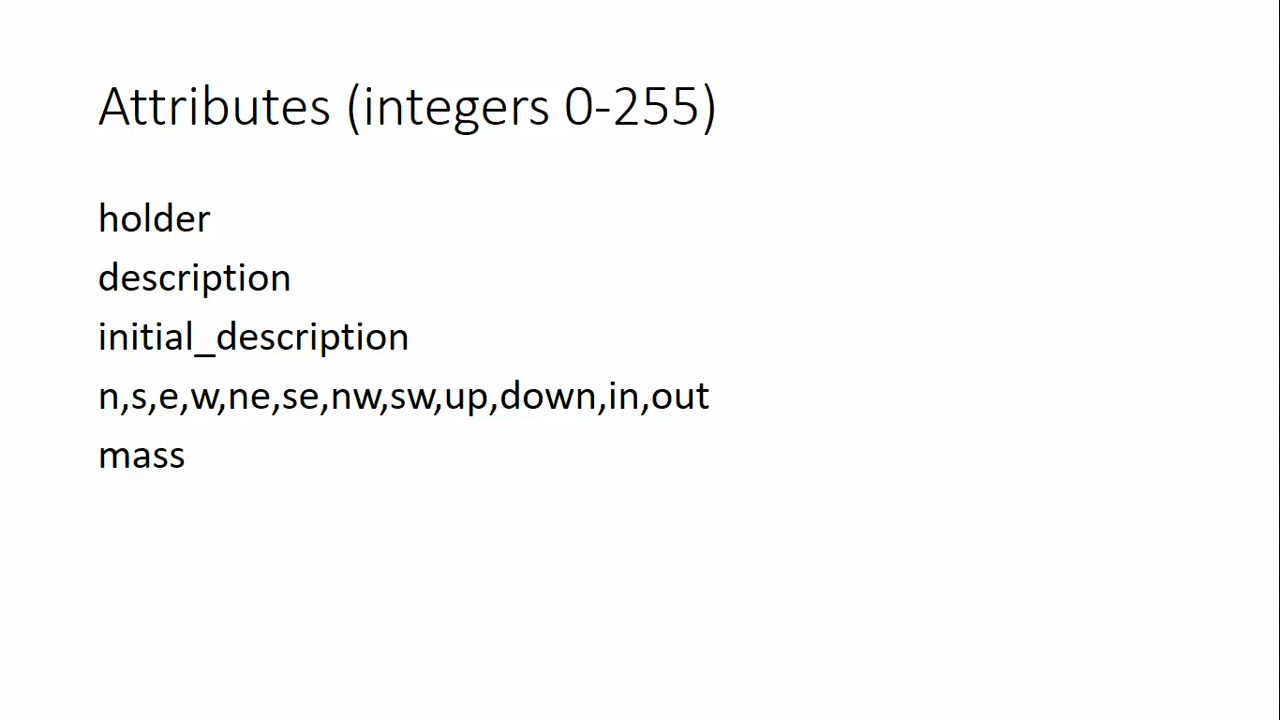 Attributes (integers 0-255)
holder
description
initial_description
n,s,e,w,ne,se,nw,sw,up,down,in,out
mass